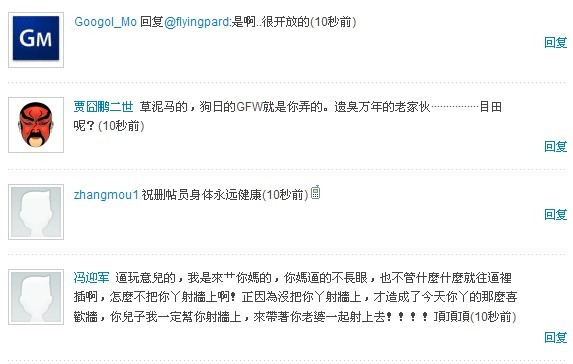 GM
Googol_Mo 回复@flyingpard:是啊..很开放的(10秒前)
回复
贾囧鹏二世 草泥马的，狗日的GFW就是你弄的。遗臭万年的老家伙················目田
呢？(10秒前)
回复
zhangmou1 祝删帖员身体永远健康(10秒前)
回复
冯迎军 逼玩意兒的，我是來艹你媽的，你媽逼的不長眼，也不管什麼什麼就往逼裡
插啊，怎麼不把你丫射牆上啊！正因為沒把你丫射牆上，才造成了今天你丫的那麼喜
歡牆，你兒子我一定幫你射牆上，來帶著你老婆一起射上去！！！！頂頂頂(10秒前)
回复